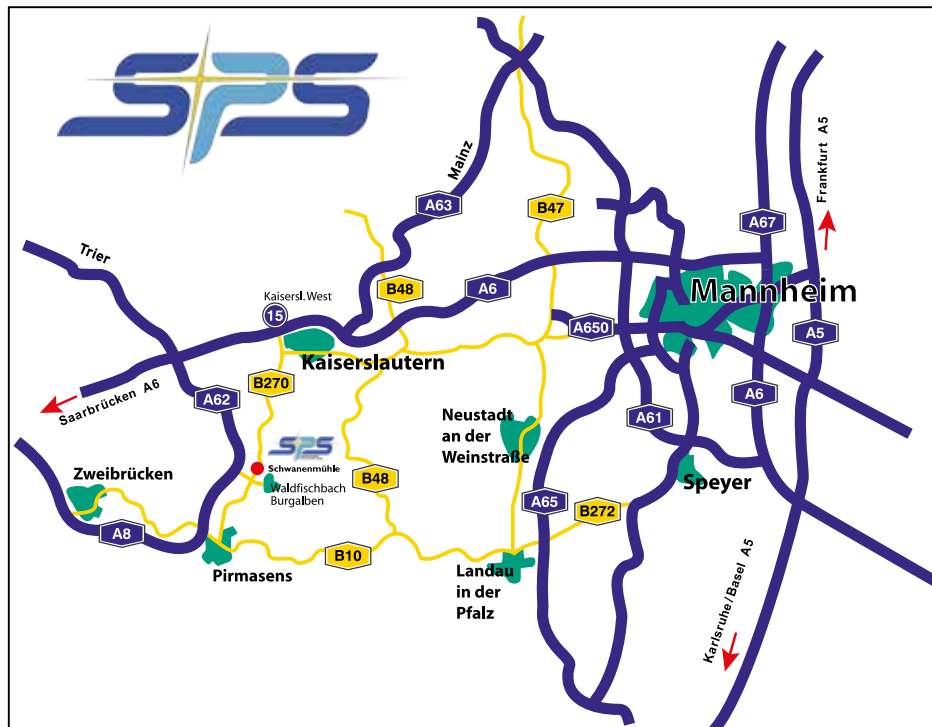 SPS
Mainz
Frankfurt A5
A63
B47
A67
Trier
Kaisersl. West
15
B48
A6
Mannheim
A650
A5
Kaiserslautern
Saarbrücken A6
B270
A62
A6
A61
Neustadt
an der
Weinstraße
SPS
Schwanenmühle
Waldfischbach
Burgalben
Zweibrücken
B48
Speyer
A65
B272
A8
B10
Pirmasens
Landau
in der
Pfalz
Karlsruhe/Basel A5